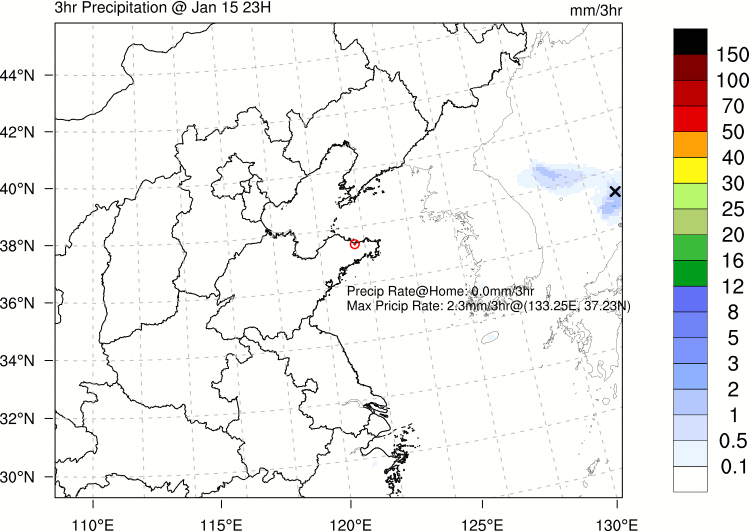 3hr Precipitation @ Jan 15 23H
mm/3hr
44°N
42°N
40°N
38°N
36°N
34°N
32°N
30°N
110°E
115°E
120°E
125°E
130°E
Precip Rate@Home: 0.0mm/3hr
Max Pricip Rate: 2.3mm/3hr@(133.25E, 37.23N)
150
100
70
50
40
30
25
20
16
12
8
5
3
2
1
0.5
0.1